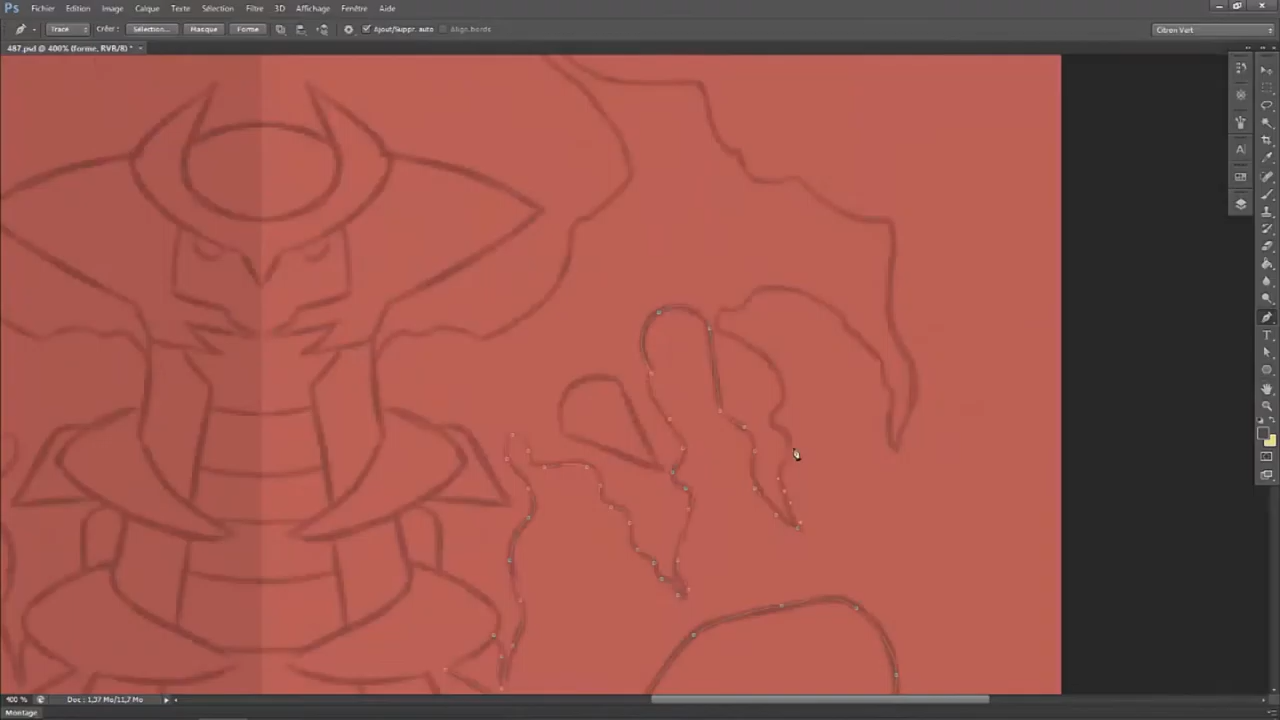 Ps Fichier Edition Image Calque Texte Sélection Filtre 3D Affichage Fenêtre Aide
Tracé Créer : Sélection... Masque Forme Ajout/Suppr. auto Align. bords Citron Vert
487.psd @ 400% (forme, RVB/8) *
400 % Doc : 1,37 Mo/11,7 Mo
Montage